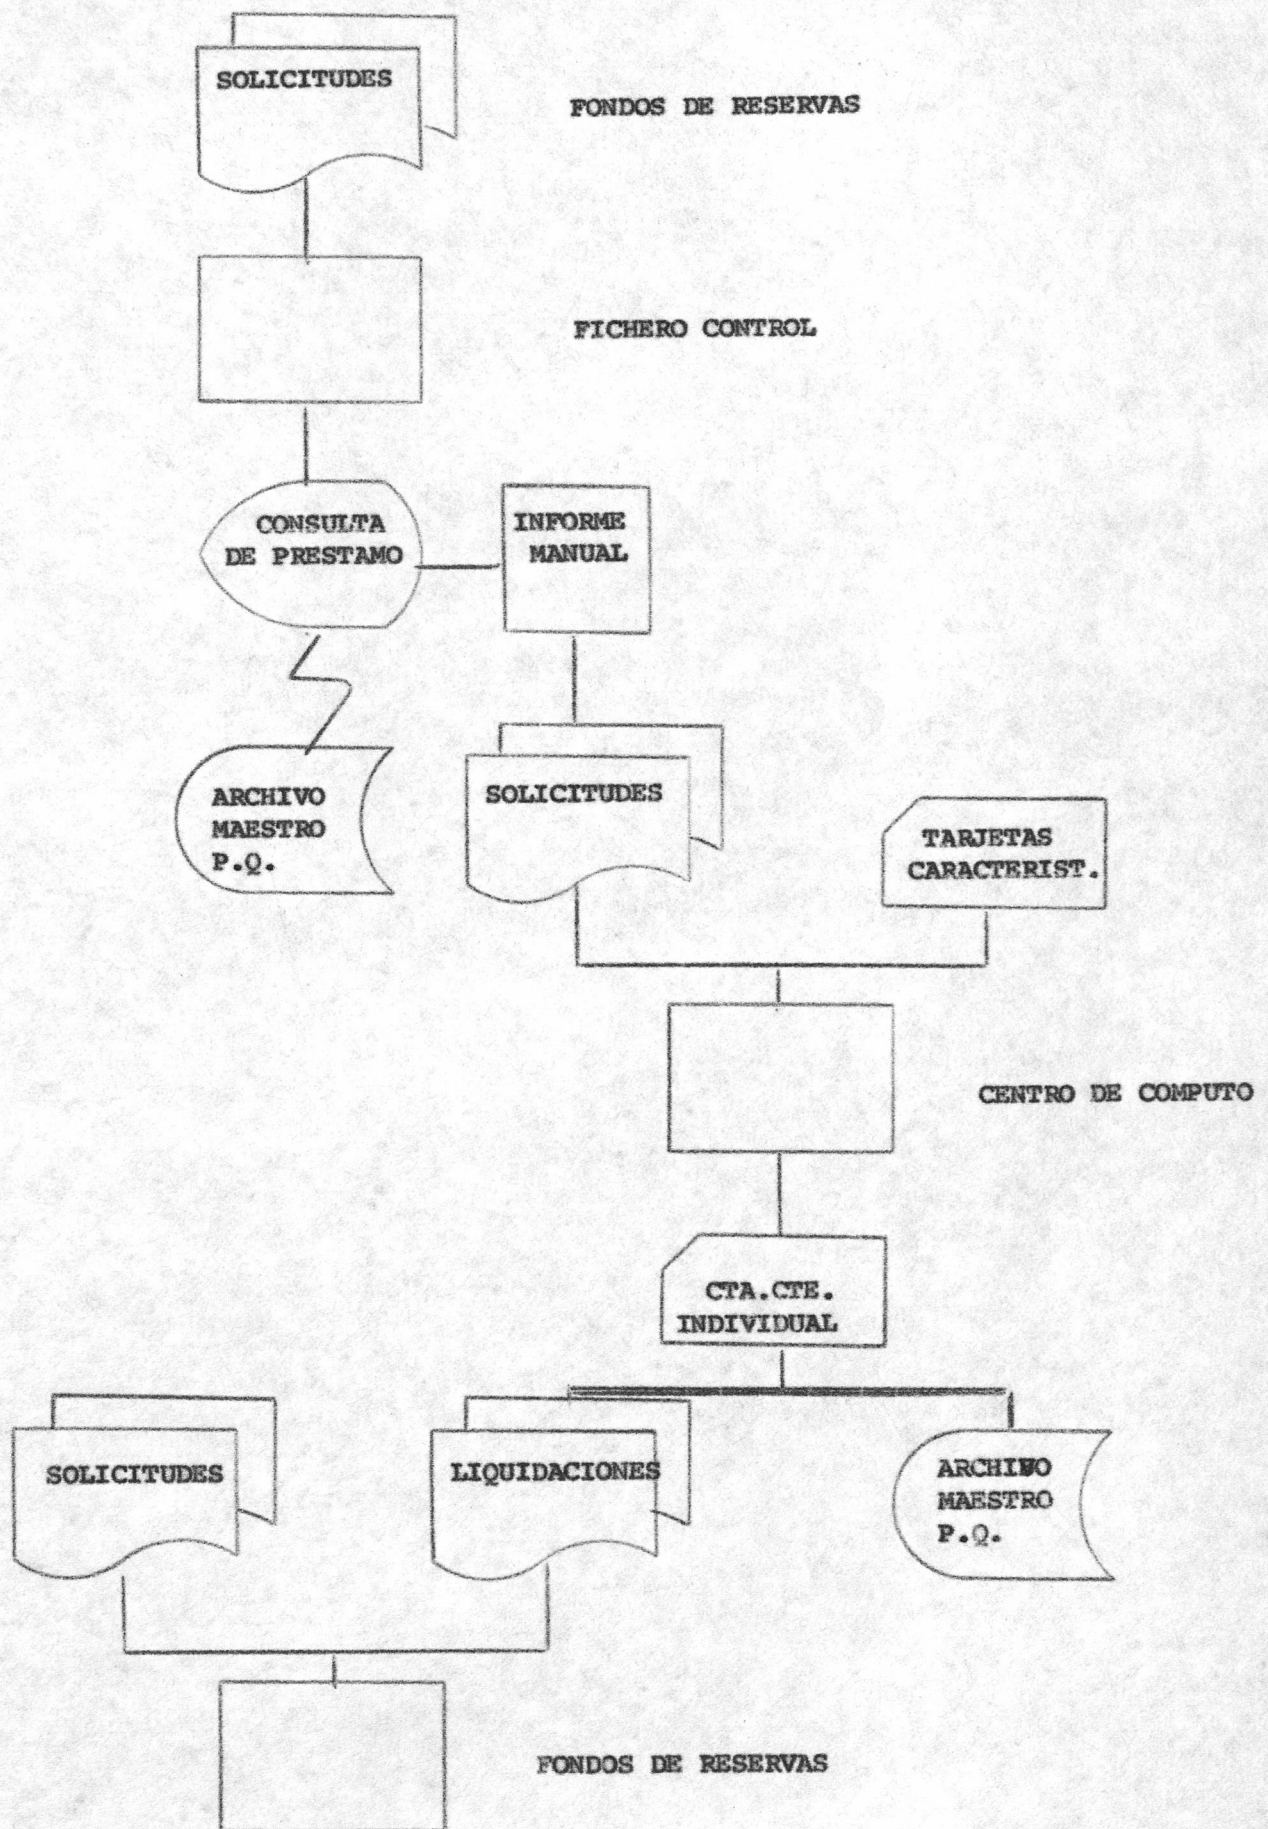 SOLICITUDES
FONDOS DE RESERVAS
FICHERO CONTROL
CONSULTA
DE PRESTAMO
INFORME
MANUAL
ARCHIVO
MAESTRO
P.Q.
SOLICITUDES
TARJETAS
CARACTERIST.
CENTRO DE COMPUTO
CTA.CTE.
INDIVIDUAL
SOLICITUDES
LIQUIDACIONES
ARCHIVO
MAESTRO
P.Q.
FONDOS DE RESERVAS